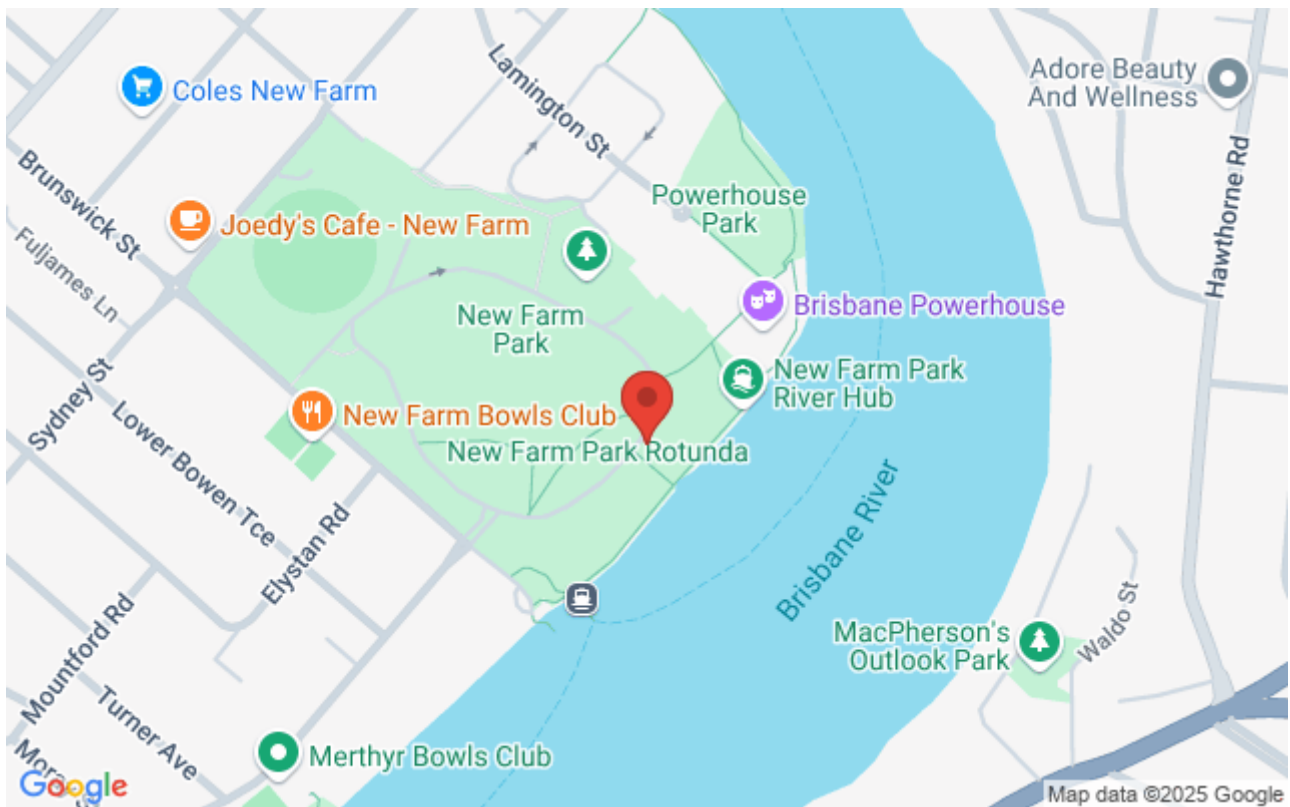 Lamington St
Coles New Farm
Adore Beauty
And Wellness
Brunswick St
Powerhouse
Park
Hawthorne Rd
Joedy's Cafe - New Farm
Fuljames Ln
Brisbane Powerhouse
New Farm
Park
New Farm Park
River Hub
Sydney St
New Farm Bowls Club
New Farm Park Rotunda
Lower Bowen Tce
Brisbane River
Elystan Rd
MacPherson's
Outlook Park
Waldo St
Mountford Rd
Turner Ave
Merthyr Bowls Club
Google
Map data ©2025 Google